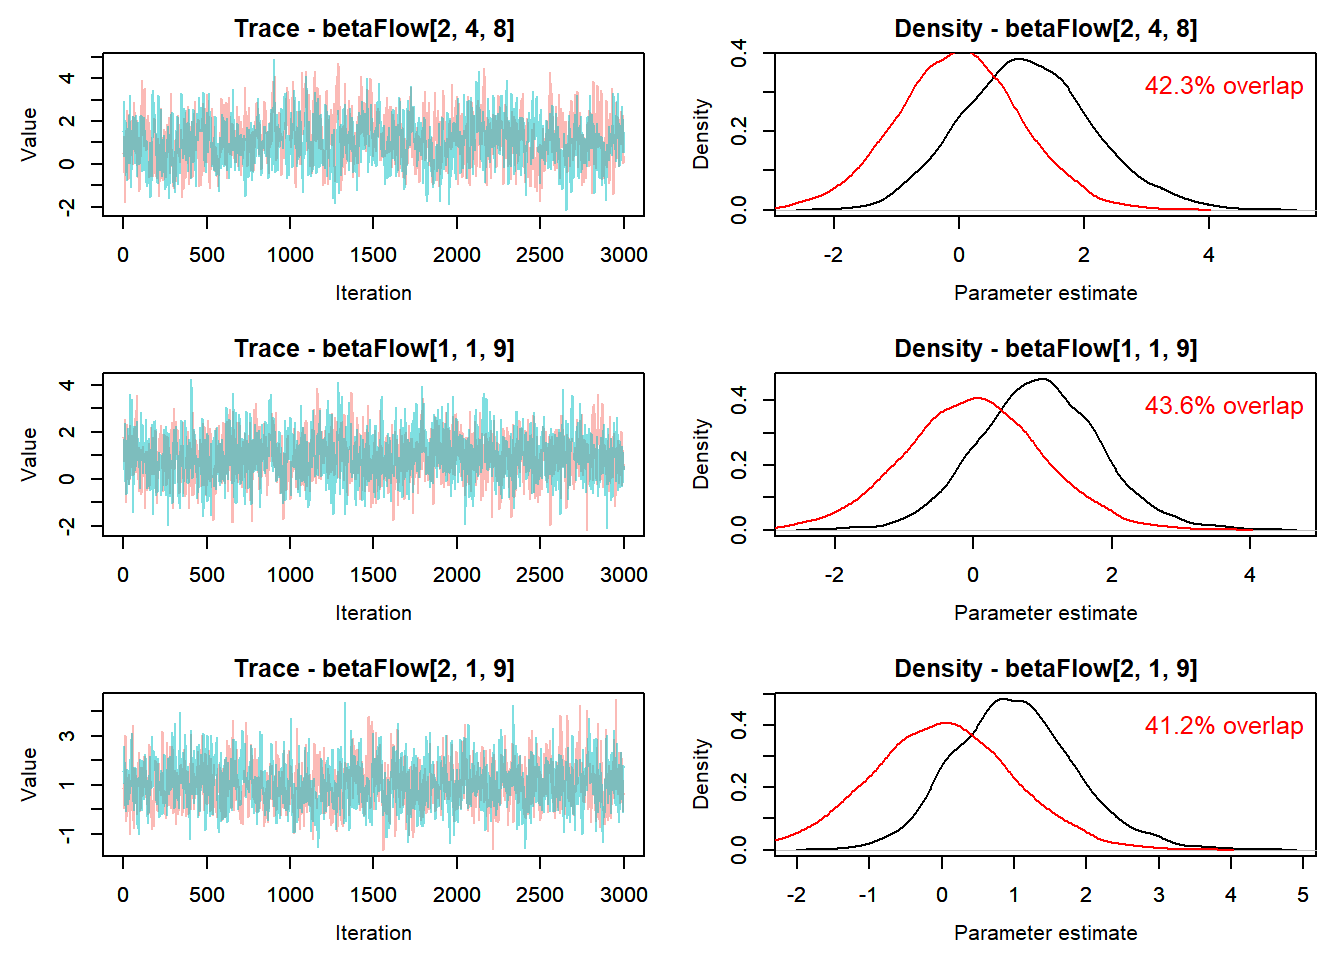 Trace - betaFlow[2, 4, 8]
Value
-2 0 2 4
0 500 1000 1500 2000 2500 3000
Iteration
Density - betaFlow[2, 4, 8]
42.3% overlap
Density
0.0 0.2 0.4
-2 0 2 4
Parameter estimate
Trace - betaFlow[1, 1, 9]
Value
-2 0 2 4
0 500 1000 1500 2000 2500 3000
Iteration
Density - betaFlow[1, 1, 9]
43.6% overlap
Density
0.0 0.2 0.4
-2 0 2 4
Parameter estimate
Trace - betaFlow[2, 1, 9]
Value
-1 1 3
0 500 1000 1500 2000 2500 3000
Iteration
Density - betaFlow[2, 1, 9]
41.2% overlap
Density
0.0 0.2 0.4
-2 -1 0 1 2 3 4 5
Parameter estimate